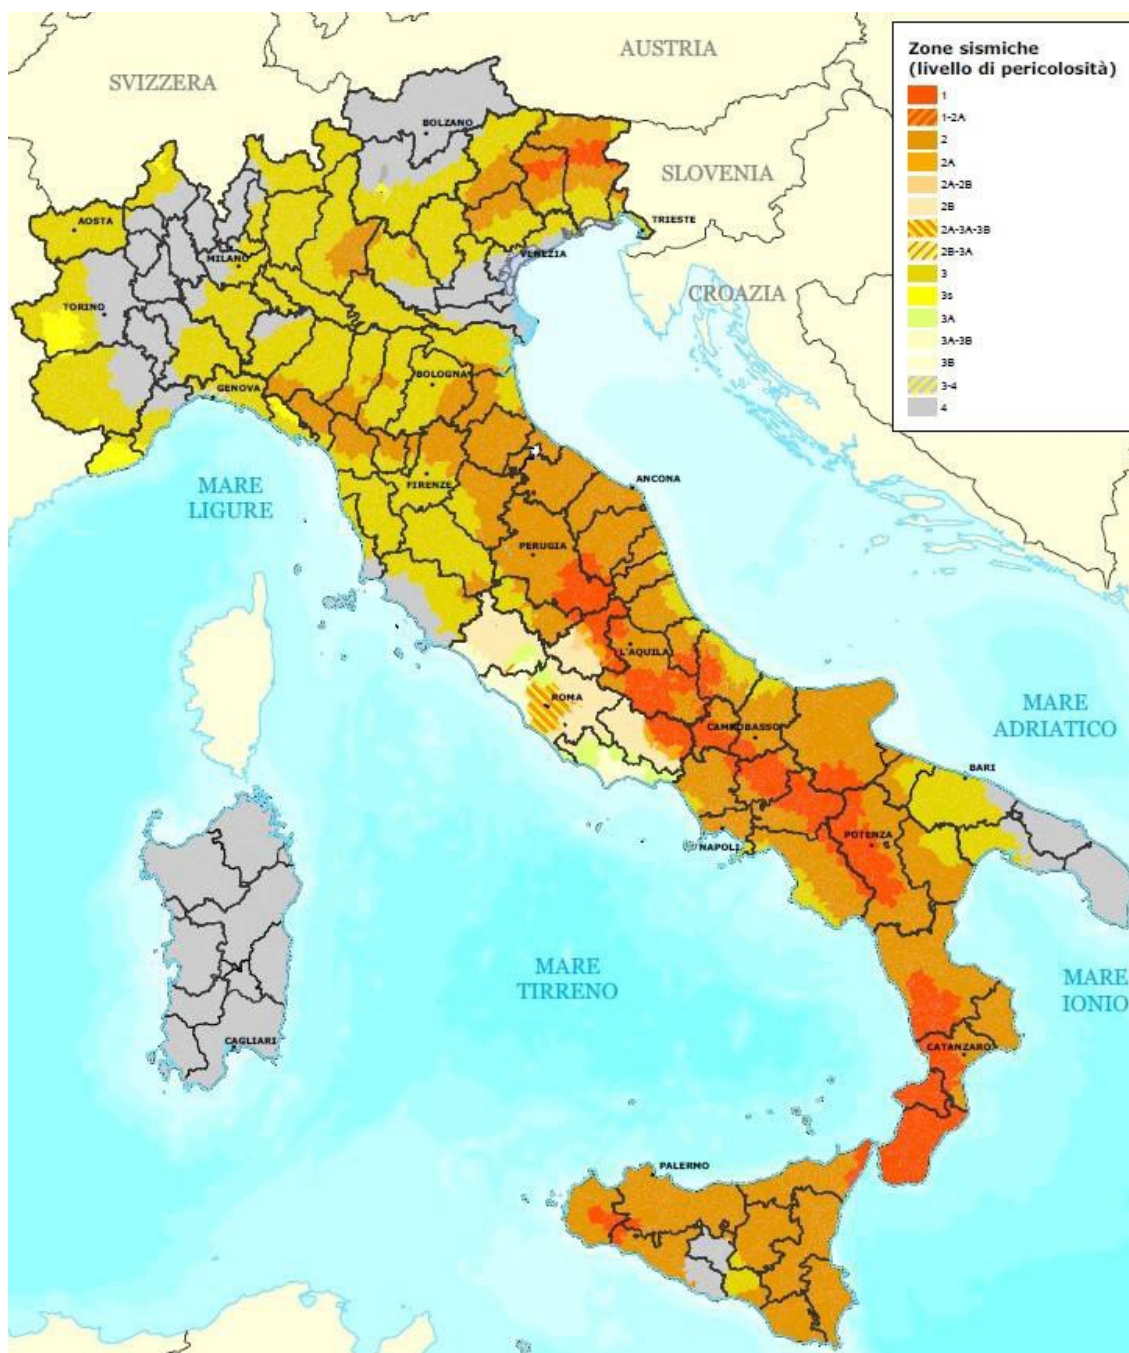 AUSTRIA
SVIZZERA
BOLZANO
SLOVENIA
AOSTA
TRIESTE
MILANO
VENEZIA
CROAZIA
TORINO
GENOVA
BOLOGNA
MARE
LIGURE
FIRENZE
ANCONA
PERUGIA
L'AQUILA
ROMA
CAMPOBASSO
MARE
ADRIATICO
BARI
NAPOLI
POTENZA
MARE
TIRRENO
MARE
IONIO
CAGLIARI
CATANZARO
PALERMO
Zone sismiche
(livello di pericolosità)
1
1-2A
2
2A
2A-2B
2B
2A-3A-3B
2B-3A
3
3s
3A
3A-3B
3B
3-4
4